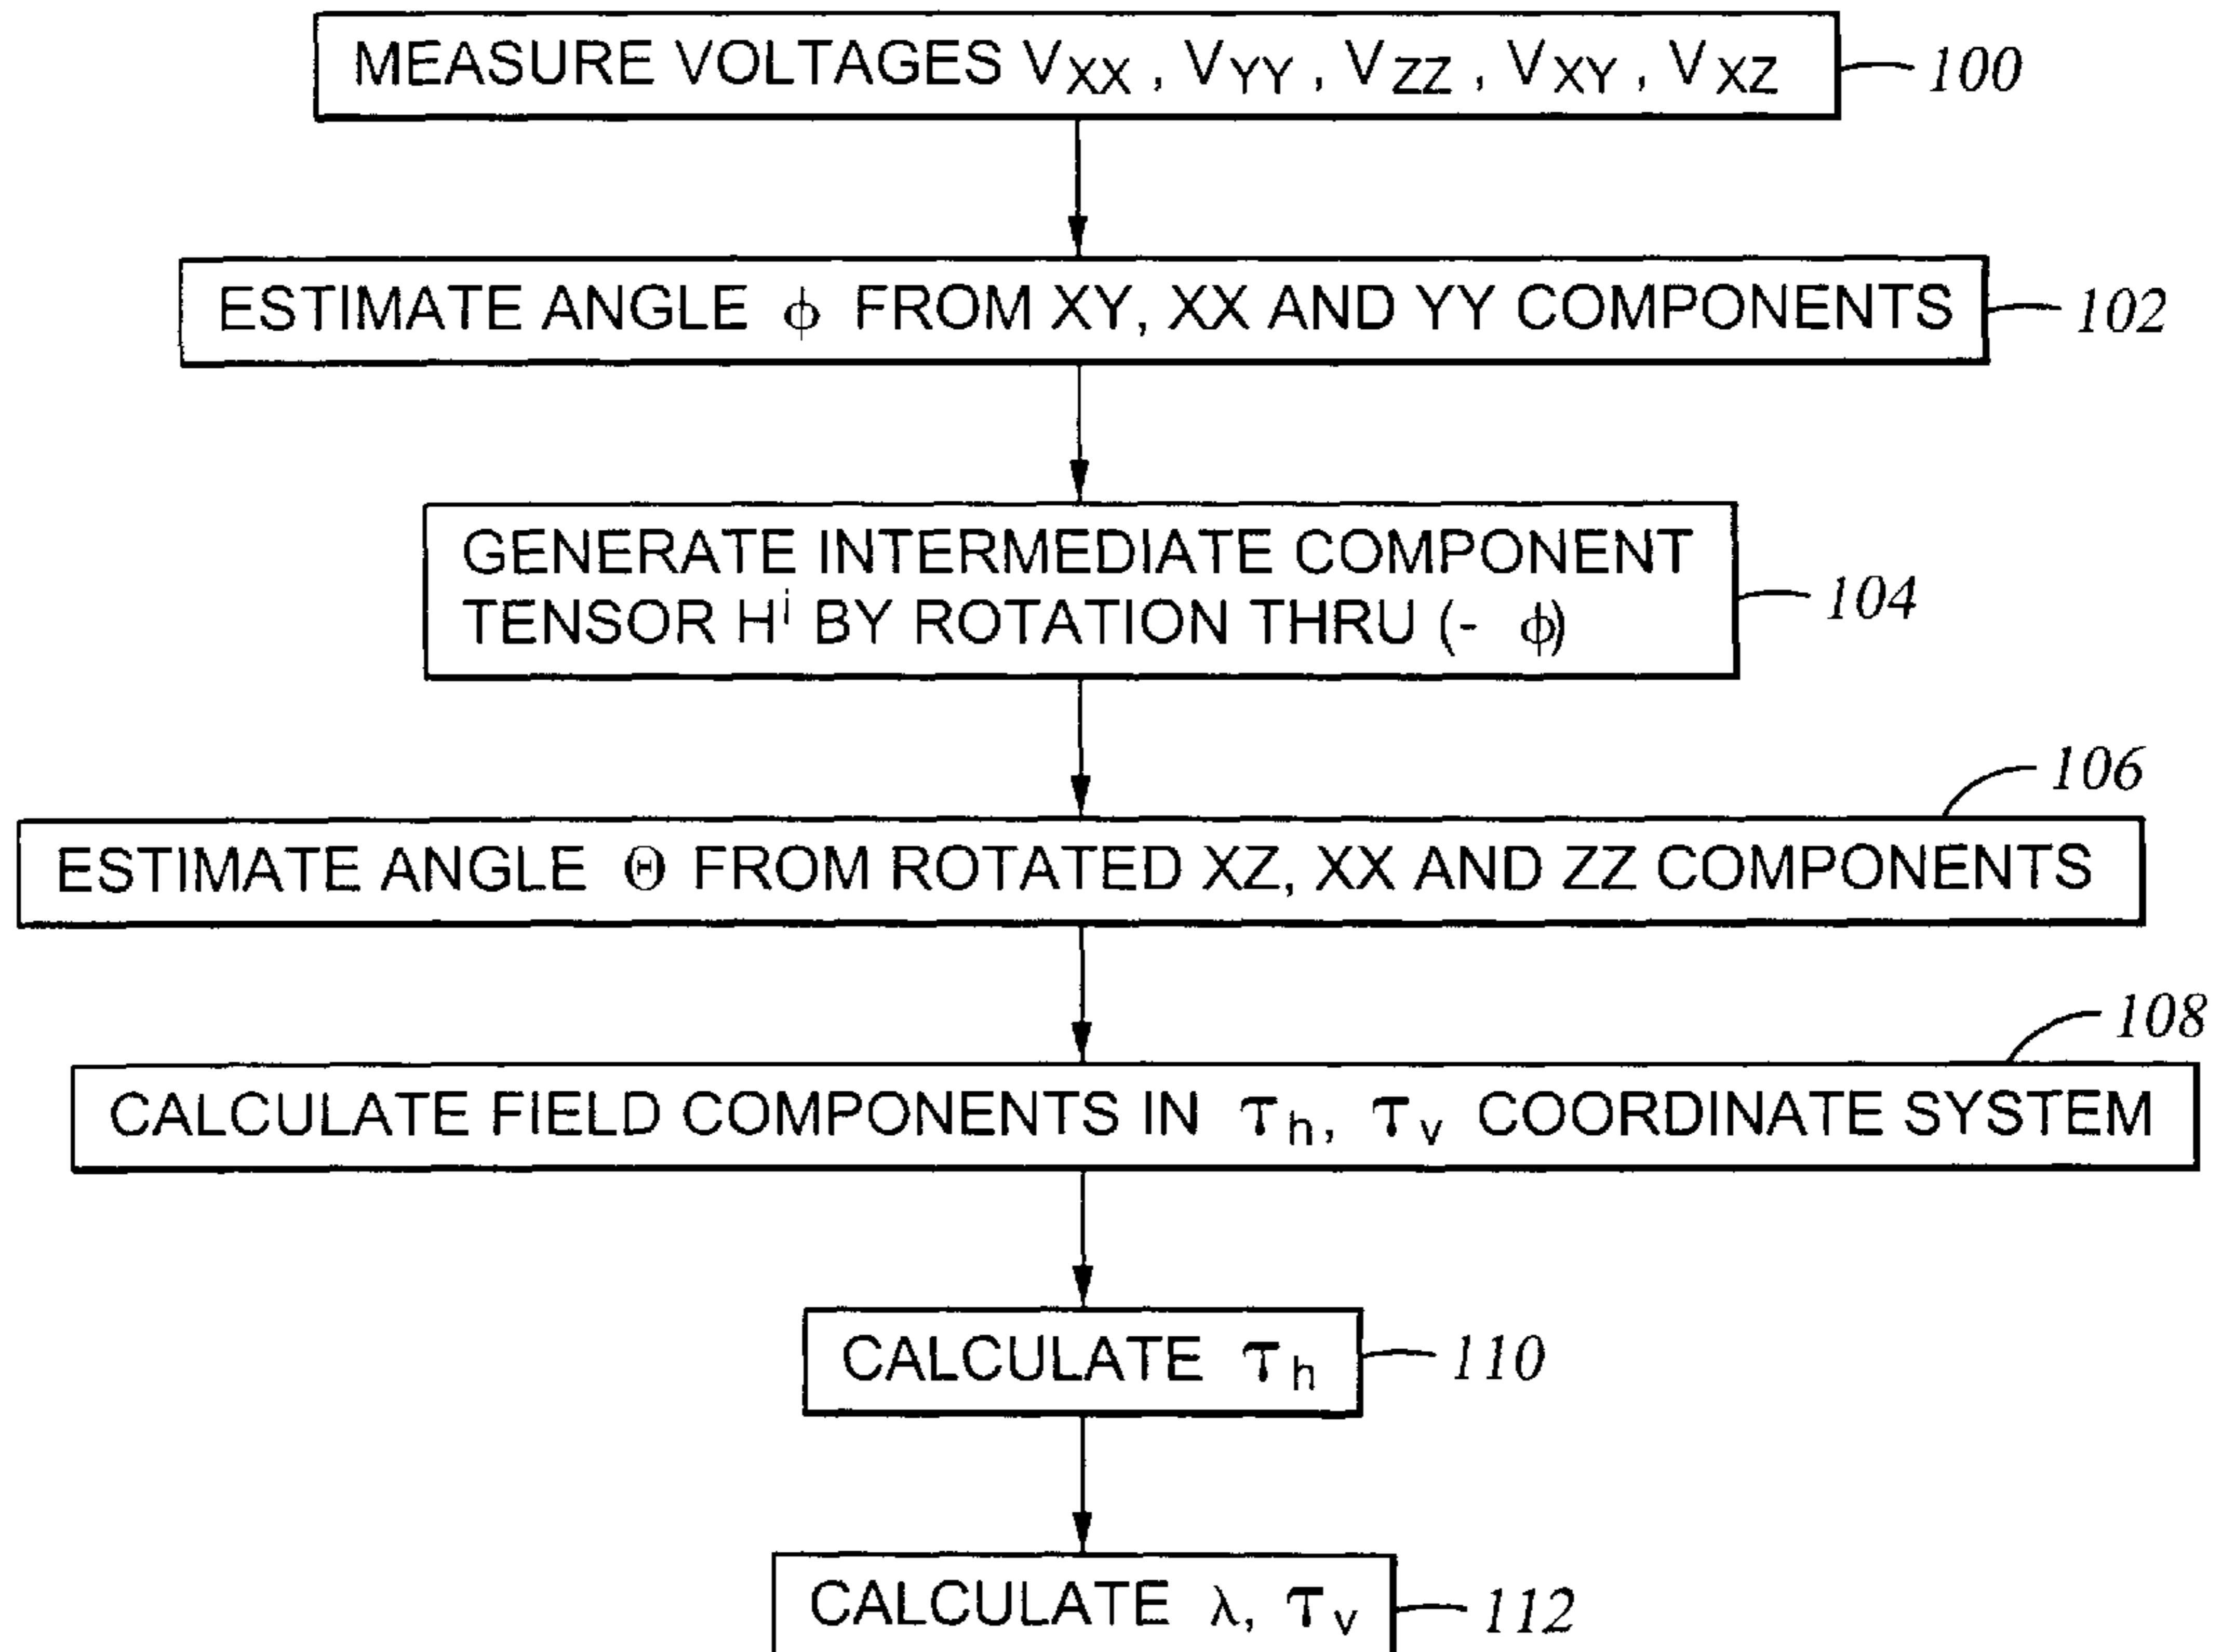 MEASURE VOLTAGES VXX, VYY, VZZ, VXY, VXZ 100
ESTIMATE ANGLE ϕ FROM XY, XX AND YY COMPONENTS 102
GENERATE INTERMEDIATE COMPONENT
TENSOR Hⁱ BY ROTATION THRU (- ϕ) 104
106
ESTIMATE ANGLE Θ FROM ROTATED XZ, XX AND ZZ COMPONENTS
108
CALCULATE FIELD COMPONENTS IN τh, τv COORDINATE SYSTEM
CALCULATE τh 110
CALCULATE λ, τv 112